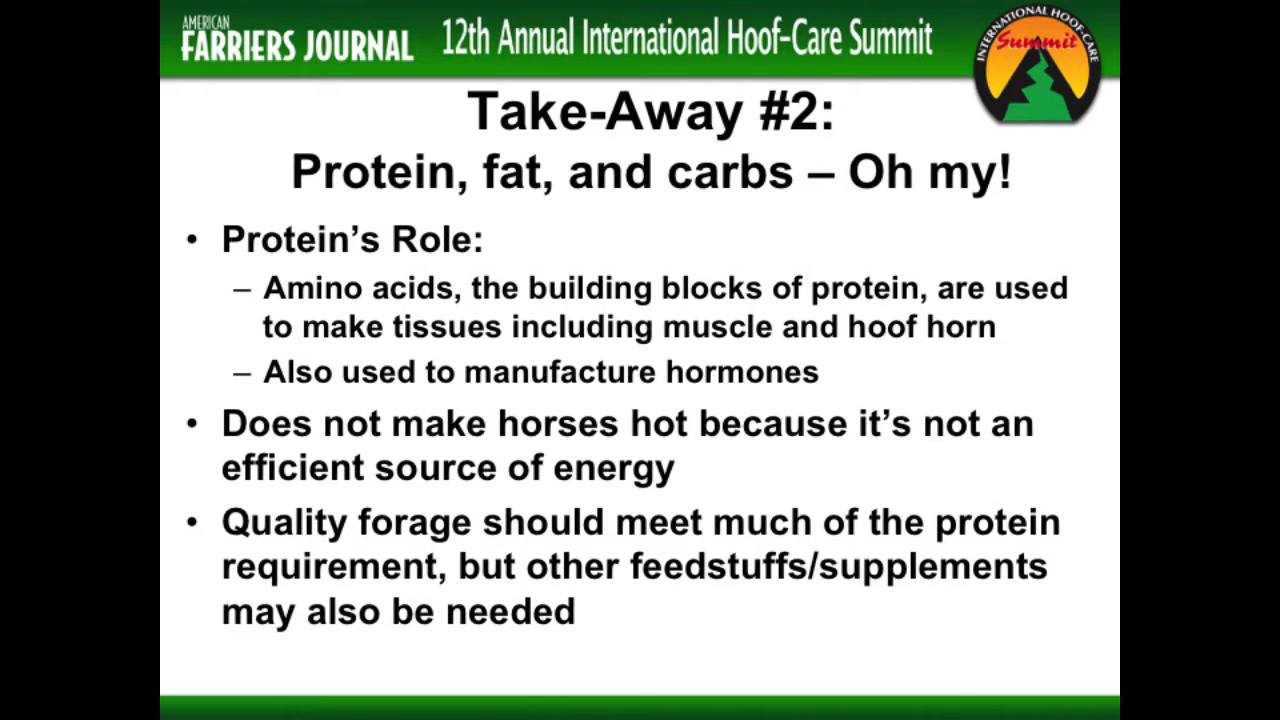 AMERICAN
FARRIERS JOURNAL
12th Annual International Hoof-Care Summit
INTERNATIONAL HOOF-CARE
Summit
Take-Away #2:
Protein, fat, and carbs – Oh my!
• Protein’s Role:
– Amino acids, the building blocks of protein, are used
to make tissues including muscle and hoof horn
– Also used to manufacture hormones
• Does not make horses hot because it’s not an
efficient source of energy
• Quality forage should meet much of the protein
requirement, but other feedstuffs/supplements
may also be needed